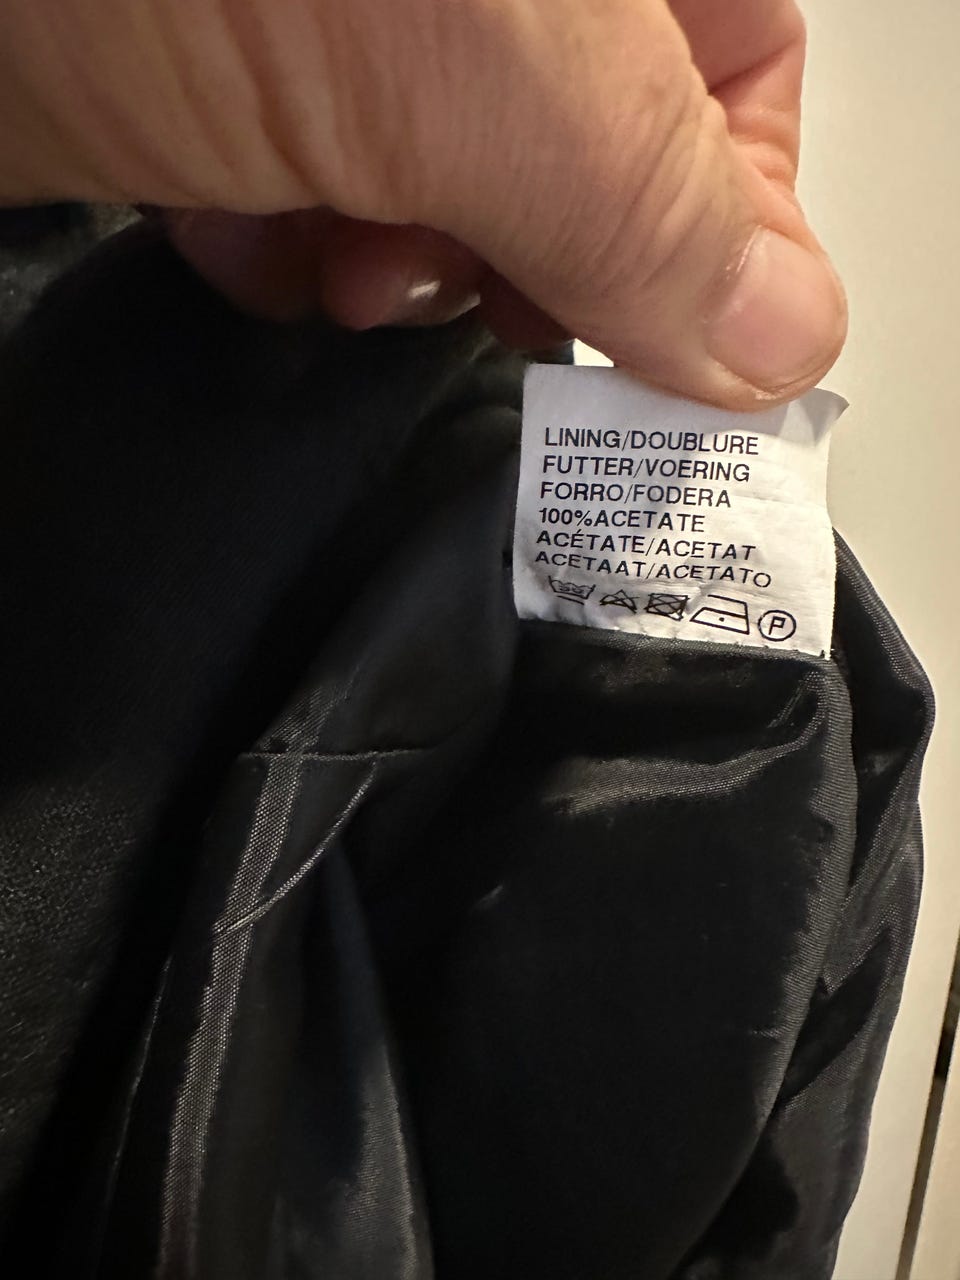 LINING/DOUBLURE
FUTTER/VOERING
FORRO/FODERA
100%ACETATE
ACÉTATE/ACETAT
ACETAAT/ACETATO
P